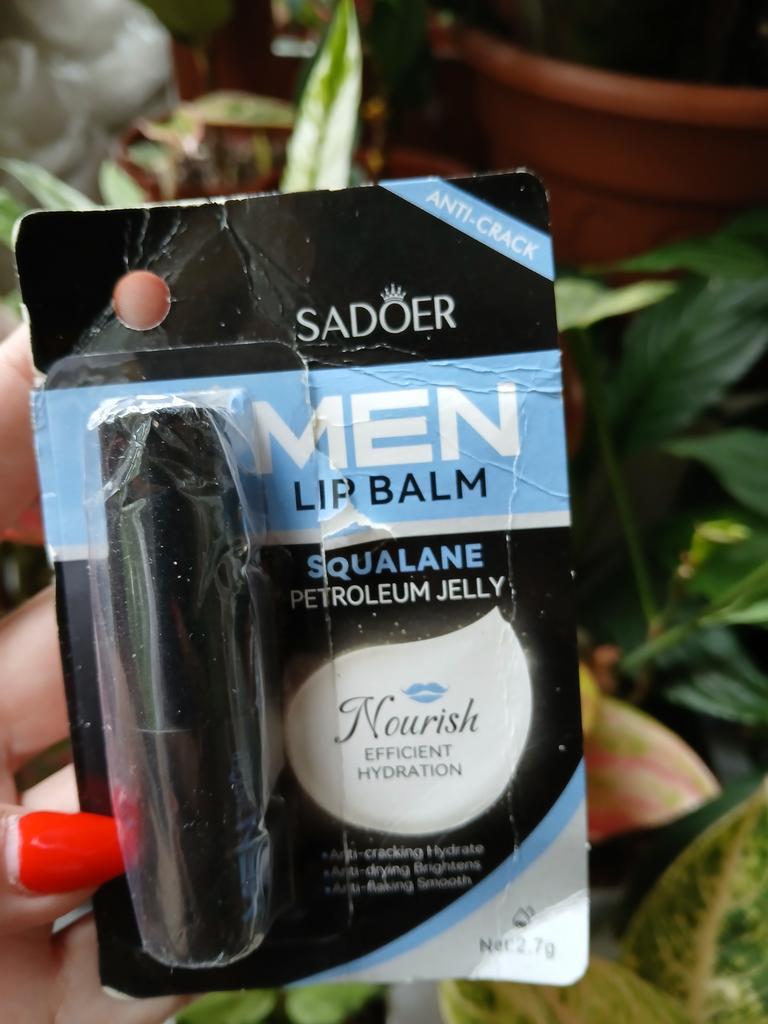 ANTI-CRACK
SADOER
MEN
LIP BALM
SQUALANE
PETROLEUM JELLY
Nourish
EFFICIENT
HYDRATION
•Anti-cracking Hydrate
•Anti-drying Brightens
•Anti-flaking Smooth
Net:2.7g